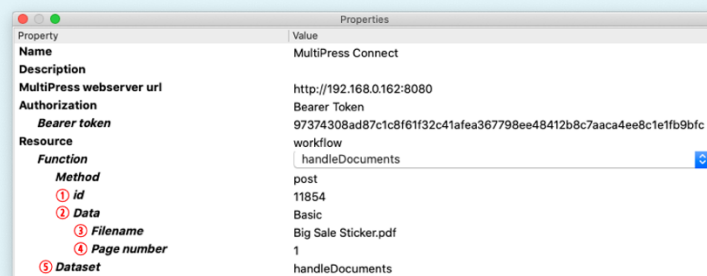 Properties
Property Value
Name MultiPress Connect
Description
MultiPress webserver url http://192.168.0.162:8080
Authorization Bearer Token
Bearer token 97374308ad87c1c8f61f32c41afea367798ee48412b8c7aaca4ee8c1e1fb9bfc
Resource workflow
Function handleDocuments
Method post
① id 11854
② Data Basic
③ Filename Big Sale Sticker.pdf
④ Page number 1
⑤ Dataset handleDocuments